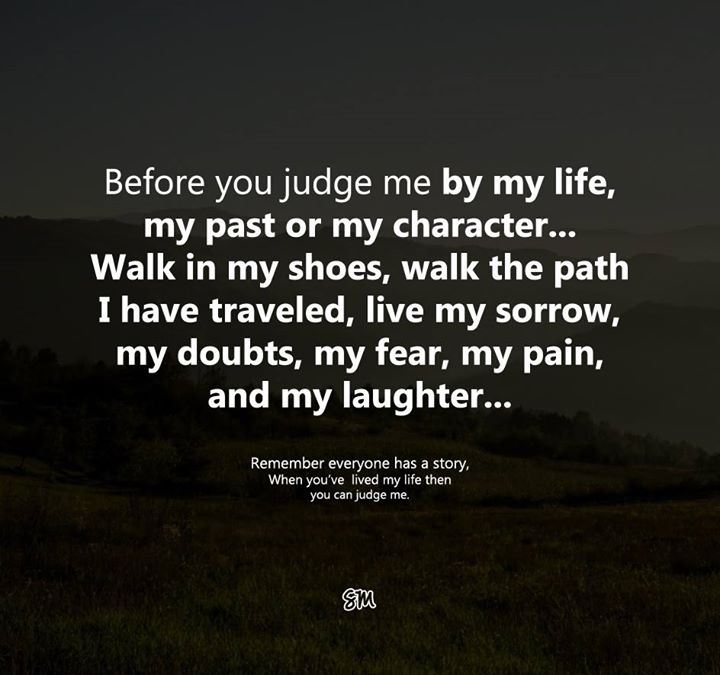 Before you judge me by my life,
my past or my character...
Walk in my shoes, walk the path
I have traveled, live my sorrow,
my doubts, my fear, my pain,
and my laughter...
Remember everyone has a story,
When you've lived my life then
you can judge me.
SM